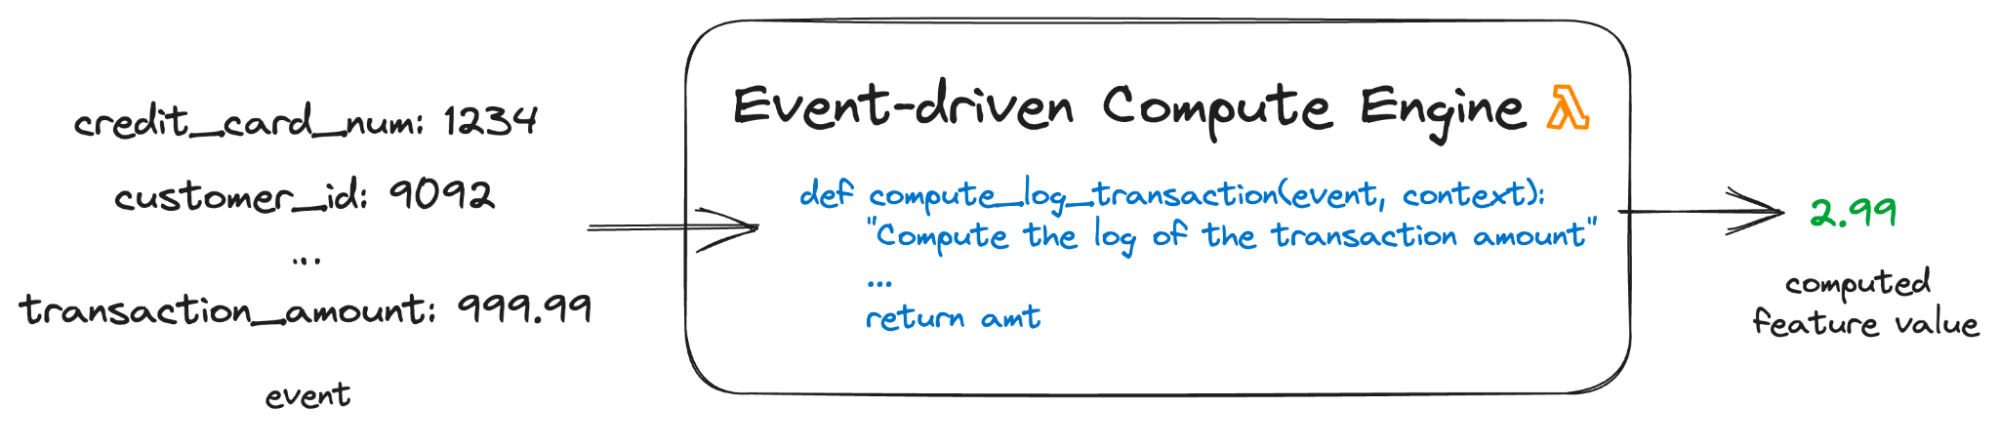 credit_card_num: 1234
customer_id: 9092
...
transaction_amount: 999.99
event
Event-driven Compute Engine
def compute_log_transaction(event, context):
"Compute the log of the transaction amount"
...
return amt
2.99
computed
feature value